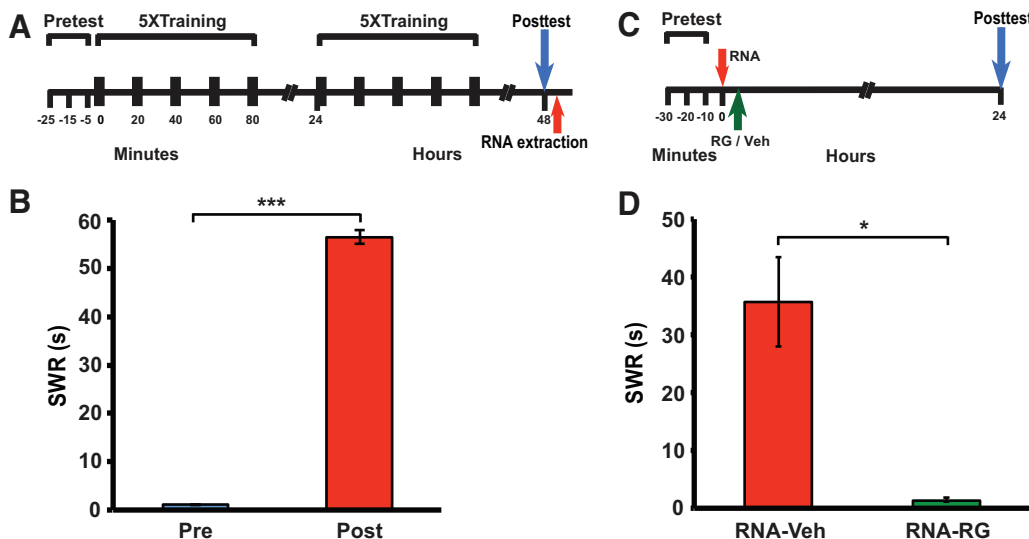 A
Pretest 5XTraining 5XTraining Posttest
-25 -15 -5 0 20 40 60 80 24 48
RNA extraction
Minutes Hours
C
Pretest Posttest
RNA
-30 -20 -10 0 24
RG / Veh
Minutes Hours
B
***
SWR (s)
60
50
40
30
20
10
0
Pre Post
D
*
SWR (s)
50
40
30
20
10
0
RNA-Veh RNA-RG